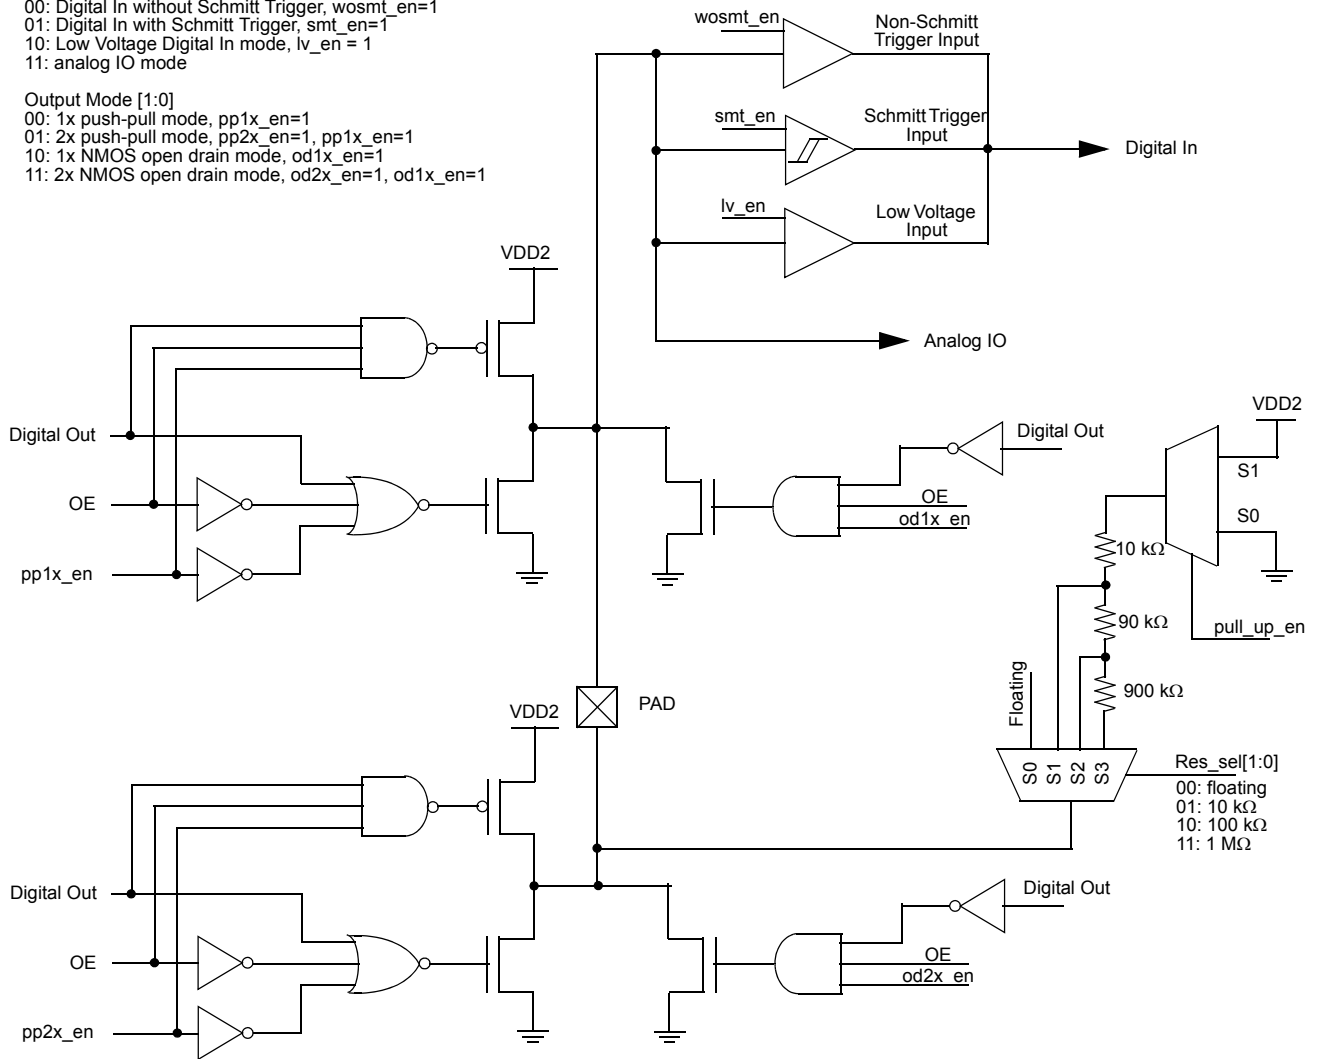 00: Digital In without Schmitt Trigger, wosmt_en=1
01: Digital In with Schmitt Trigger, smt_en=1
10: Low Voltage Digital In mode, lv_en = 1
11: analog IO mode
Output Mode [1:0]
00: 1x push-pull mode, pp1x_en=1
01: 2x push-pull mode, pp2x_en=1, pp1x_en=1
10: 1x NMOS open drain mode, od1x_en=1
11: 2x NMOS open drain mode, od2x_en=1, od1x_en=1
wosmt_en
Non-Schmitt
Trigger Input
smt_en
Schmitt Trigger
Input
Digital In
lv_en
Low Voltage
Input
Analog IO
VDD2
Digital Out
OE
pp1x_en
Digital Out
OE
od1x_en
VDD2
S1
S0
10 kΩ
90 kΩ
pull_up_en
900 kΩ
Floating
S0
S1
S2
S3
Res_sel[1:0]
00: floating
01: 10 kΩ
10: 100 kΩ
11: 1 MΩ
PAD
VDD2
Digital Out
OE
pp2x_en
Digital Out
OE
od2x_en